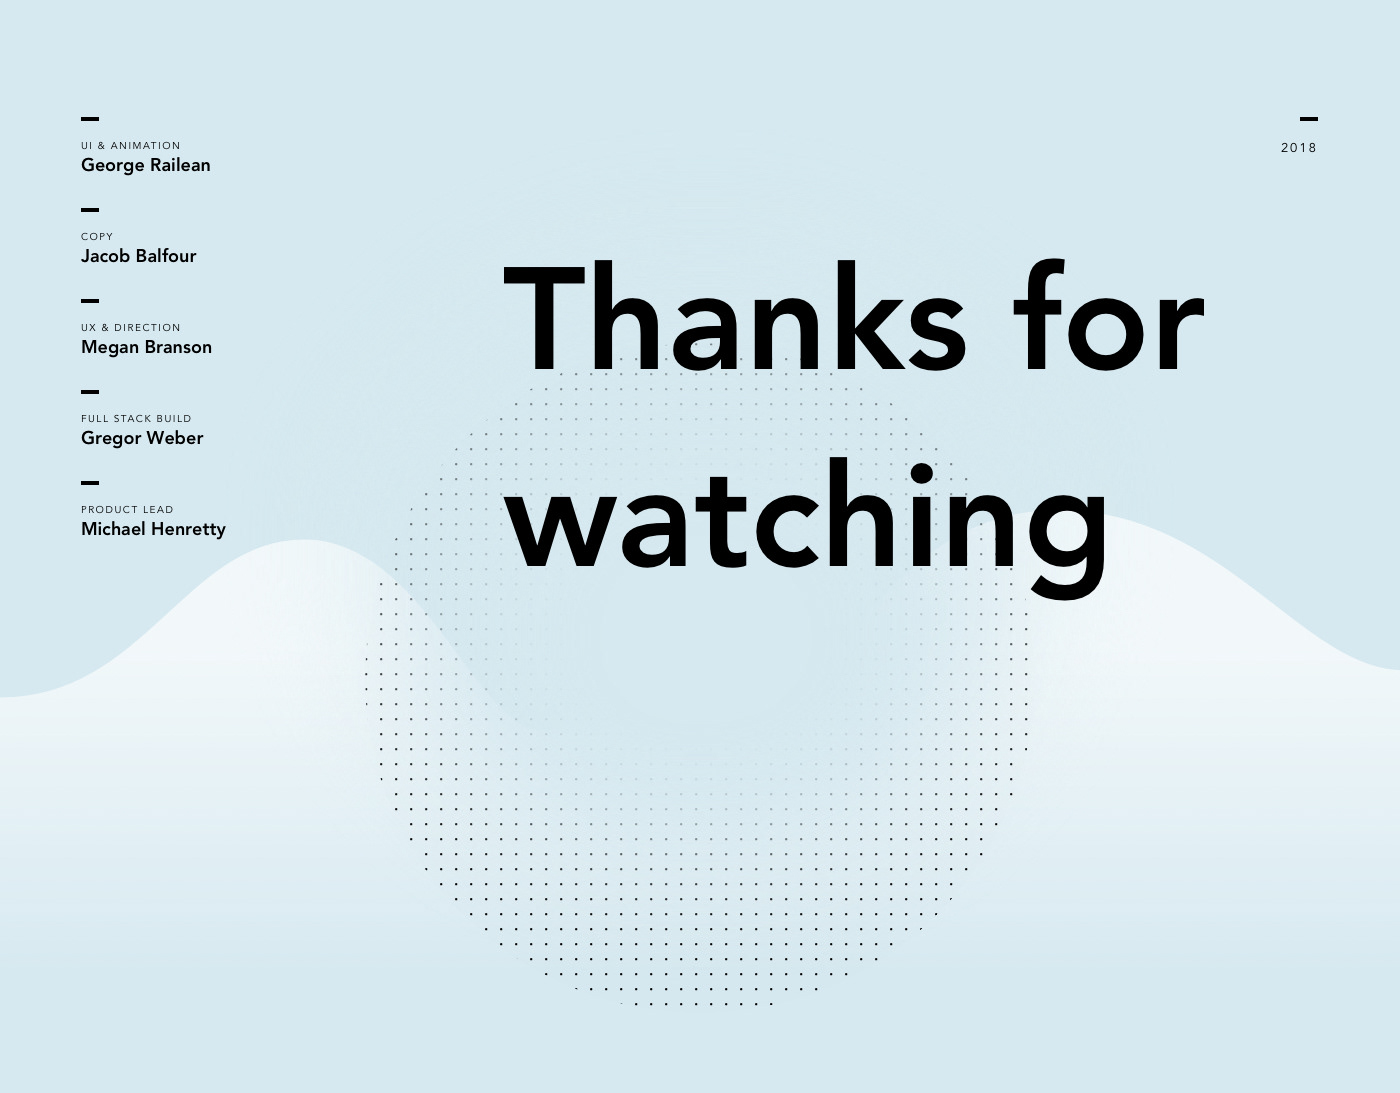 UI & ANIMATION
George Railean
COPY
Jacob Balfour
UX & DIRECTION
Megan Branson
FULL STACK BUILD
Gregor Weber
PRODUCT LEAD
Michael Henretty
2018
Thanks for
watching